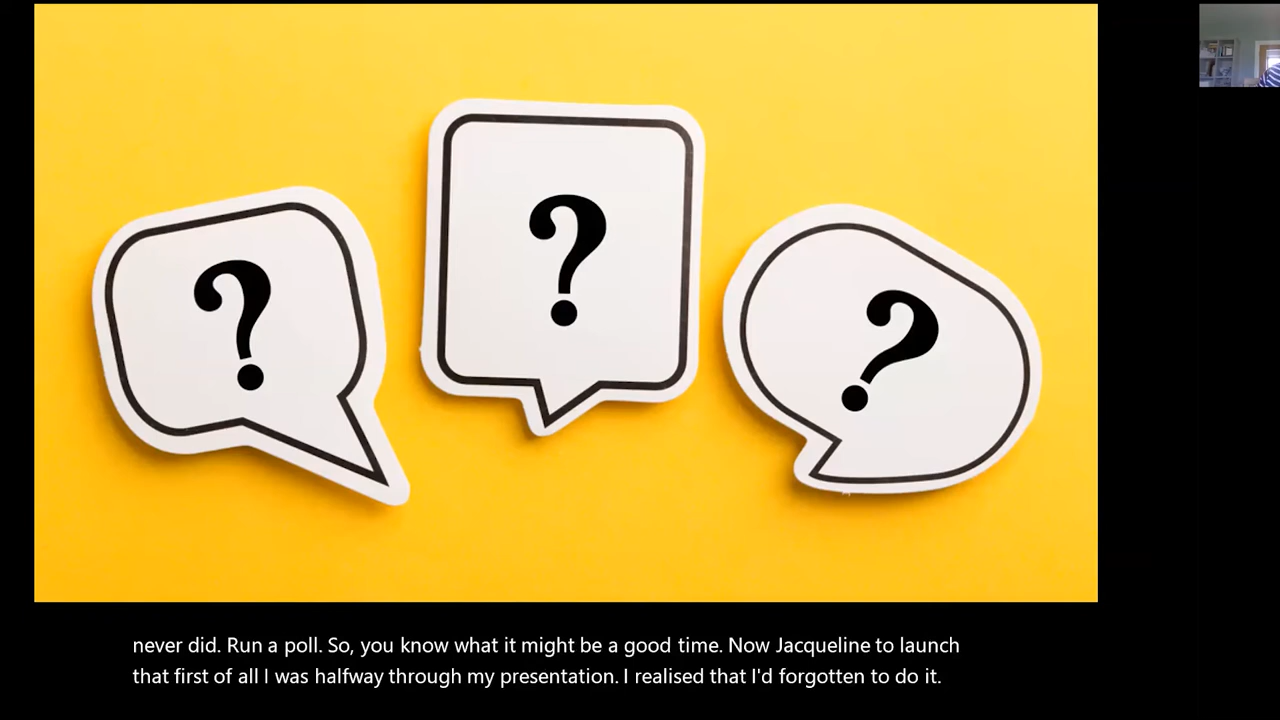 ?
?
?
never did. Run a poll. So, you know what it might be a good time. Now Jacqueline to launch
that first of all I was halfway through my presentation. I realised that I'd forgotten to do it.